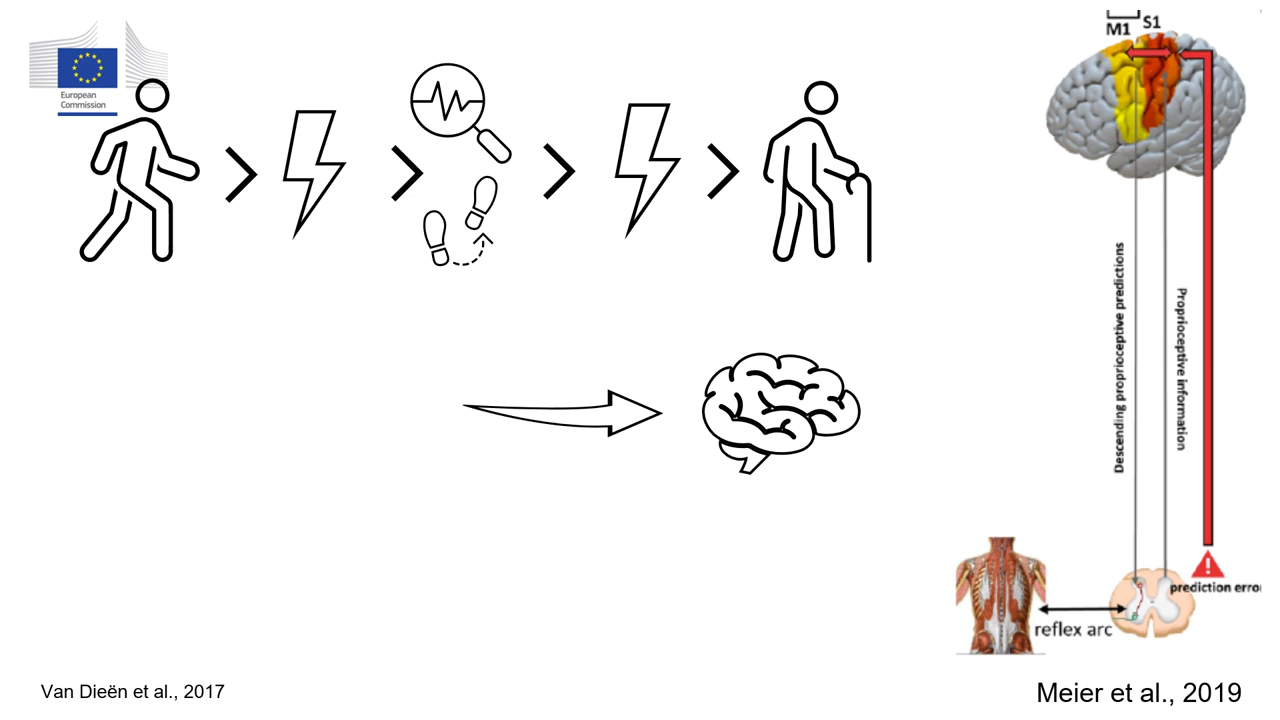 European
Commission
M1 S1
Descending proprioceptive predictions
Proprioceptive information
prediction erro
reflex arc
Van Dieën et al., 2017
Meier et al., 2019